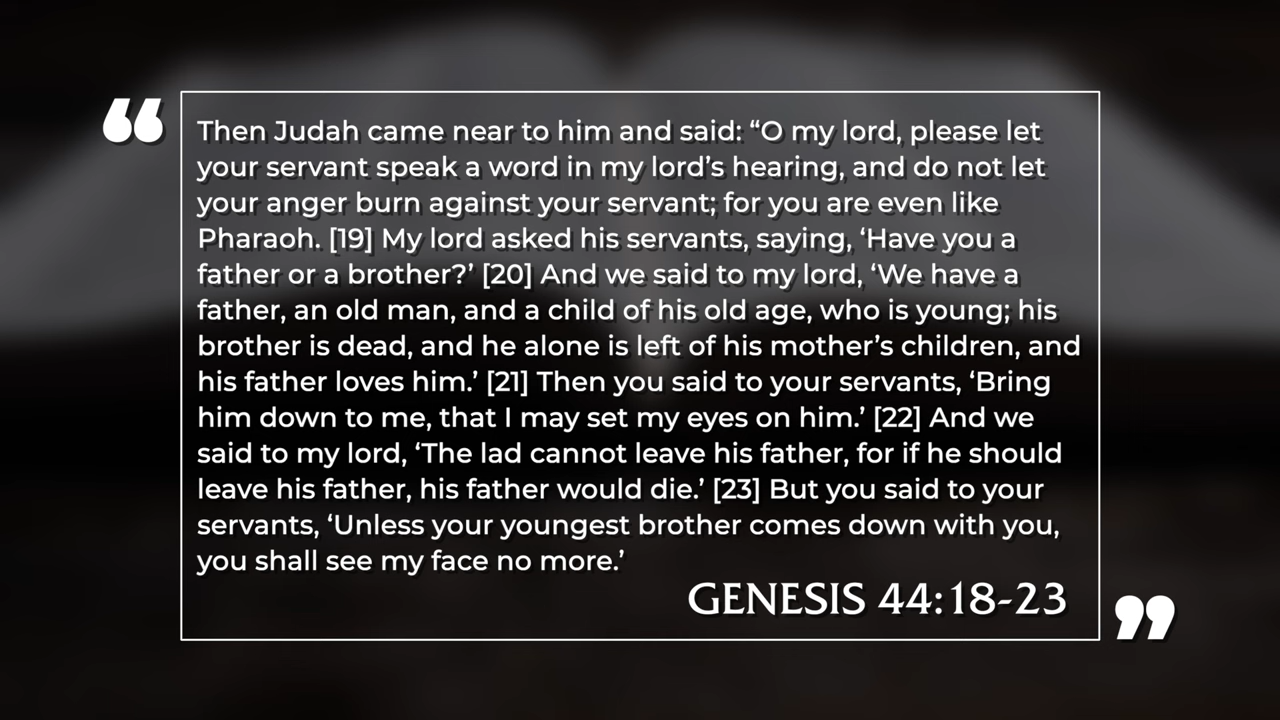 “
Then Judah came near to him and said: “O my lord, please let
your servant speak a word in my lord’s hearing, and do not let
your anger burn against your servant; for you are even like
Pharaoh. [19] My lord asked his servants, saying, ‘Have you a
father or a brother?’ [20] And we said to my lord, ‘We have a
father, an old man, and a child of his old age, who is young; his
brother is dead, and he alone is left of his mother’s children, and
his father loves him.’ [21] Then you said to your servants, ‘Bring
him down to me, that I may set my eyes on him.’ [22] And we
said to my lord, ‘The lad cannot leave his father, for if he should
leave his father, his father would die.’ [23] But you said to your
servants, ‘Unless your youngest brother comes down with you,
you shall see my face no more.’
GENESIS 44:18-23
”